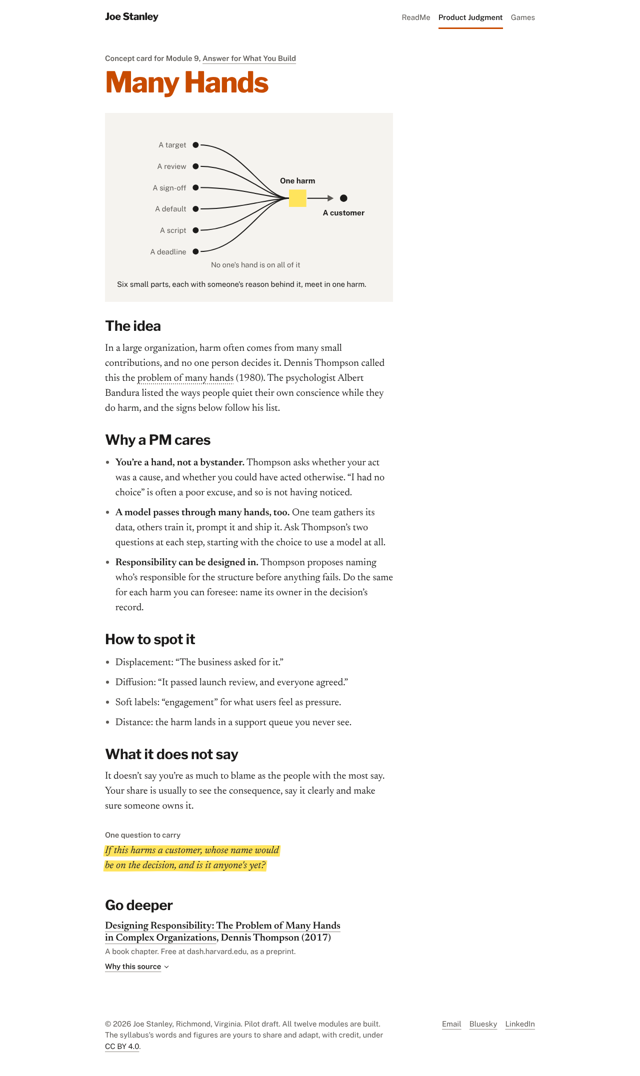 Joe Stanley
ReadMe Product Judgment Games
Concept card for Module 9, Answer for What You Build
Many Hands
A target
A review
A sign-off
A default
A script
A deadline
One harm
A customer
No one's hand is on all of it
Six small parts, each with someone's reason behind it, meet in one harm.
The idea
In a large organization, harm often comes from many small
contributions, and no one person decides it. Dennis Thompson called
this the problem of many hands (1980). The psychologist Albert
Bandura listed the ways people quiet their own conscience while they
do harm, and the signs below follow his list.
Why a PM cares
• You're a hand, not a bystander. Thompson asks whether your act
was a cause, and whether you could have acted otherwise. “I had no
choice” is often a poor excuse, and so is not having noticed.
• A model passes through many hands, too. One team gathers its
data, others train it, prompt it and ship it. Ask Thompson's two
questions at each step, starting with the choice to use a model at all.
• Responsibility can be designed in. Thompson proposes naming
who's responsible for the structure before anything fails. Do the same
for each harm you can foresee: name its owner in the decision's
record.
How to spot it
• Displacement: “The business asked for it.”
• Diffusion: “It passed launch review, and everyone agreed.”
• Soft labels: “engagement” for what users feel as pressure.
• Distance: the harm lands in a support queue you never see.
What it does not say
It doesn't say you're as much to blame as the people with the most say.
Your share is usually to see the consequence, say it clearly and make
sure someone owns it.
One question to carry
If this harms a customer, whose name would
be on the decision, and is it anyone's yet?
Go deeper
Designing Responsibility: The Problem of Many Hands
in Complex Organizations, Dennis Thompson (2017)
A book chapter. Free at dash.harvard.edu, as a preprint.
Why this source
© 2026 Joe Stanley, Richmond, Virginia. Pilot draft. All twelve modules are built.
The syllabus's words and figures are yours to share and adapt, with credit, under
CC BY 4.0.
Email Bluesky LinkedIn